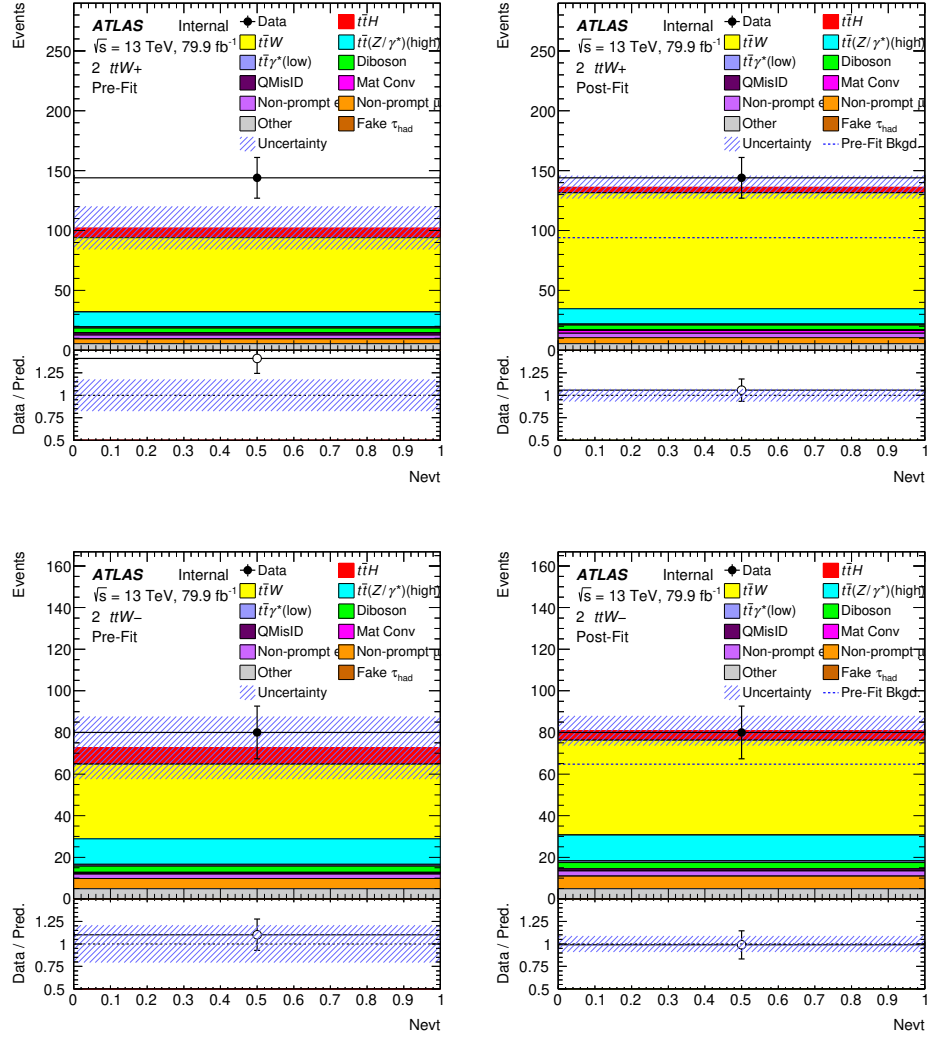 Events
250
200
150
100
50
0
ATLAS Internal
√s = 13 TeV, 79.9 fb⁻¹
2 ttW+
Pre-Fit
Data
tt̄H
tt̄W
tt̄(Z/γ*)(high)
tt̄γ*(low)
Diboson
QMisID
Mat Conv
Non-prompt e
Non-prompt μ
Other
Fake τhad
Uncertainty
Data / Pred.
1.25
1
0.75
0.5
0 0.1 0.2 0.3 0.4 0.5 0.6 0.7 0.8 0.9 1
Nevt
Events
250
200
150
100
50
0
ATLAS Internal
√s = 13 TeV, 79.9 fb⁻¹
2 ttW+
Post-Fit
Data
tt̄H
tt̄W
tt̄(Z/γ*)(high)
tt̄γ*(low)
Diboson
QMisID
Mat Conv
Non-prompt e
Non-prompt μ
Other
Fake τhad
Uncertainty
Pre-Fit Bkgd.
Data / Pred.
1.25
1
0.75
0.5
0 0.1 0.2 0.3 0.4 0.5 0.6 0.7 0.8 0.9 1
Nevt
Events
160
140
120
100
80
60
40
20
0
ATLAS Internal
√s = 13 TeV, 79.9 fb⁻¹
2 ttW−
Pre-Fit
Data
tt̄H
tt̄W
tt̄(Z/γ*)(high)
tt̄γ*(low)
Diboson
QMisID
Mat Conv
Non-prompt e
Non-prompt μ
Other
Fake τhad
Uncertainty
Data / Pred.
1.25
1
0.75
0.5
0 0.1 0.2 0.3 0.4 0.5 0.6 0.7 0.8 0.9 1
Nevt
Events
160
140
120
100
80
60
40
20
0
ATLAS Internal
√s = 13 TeV, 79.9 fb⁻¹
2 ttW−
Post-Fit
Data
tt̄H
tt̄W
tt̄(Z/γ*)(high)
tt̄γ*(low)
Diboson
QMisID
Mat Conv
Non-prompt e
Non-prompt μ
Other
Fake τhad
Uncertainty
Pre-Fit Bkgd.
Data / Pred.
1.25
1
0.75
0.5
0 0.1 0.2 0.3 0.4 0.5 0.6 0.7 0.8 0.9 1
Nevt